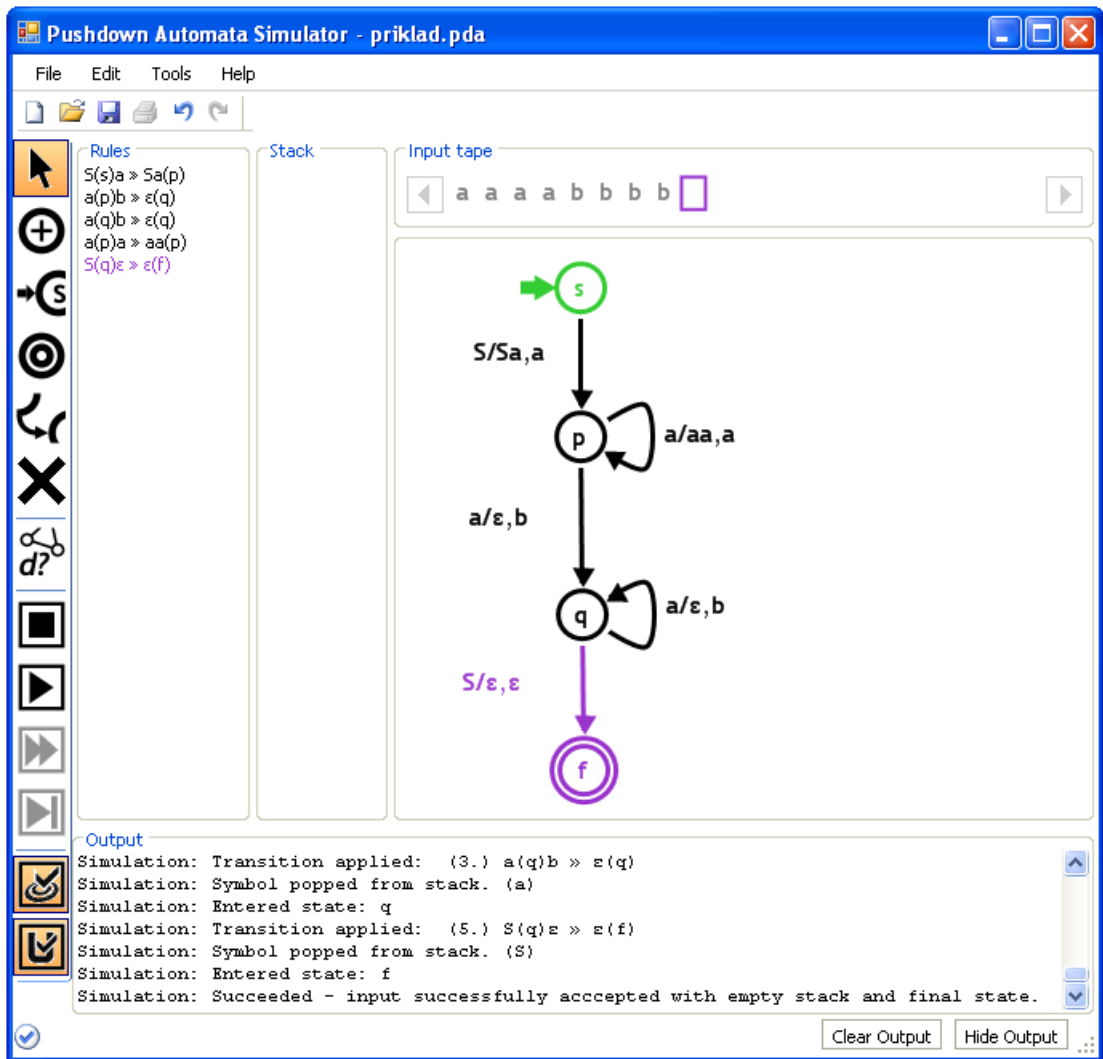 Pushdown Automata Simulator - priklad.pda
File Edit Tools Help
Rules
S(s)a » Sa(p)
a(p)b » ε(q)
a(q)b » ε(q)
a(p)a » aa(p)
S(q)ε » ε(f)
Stack
Input tape
a a a a b b b b
s
S/Sa,a
p
a/aa,a
a/ε,b
q
a/ε,b
S/ε,ε
f
S
d?
Output
Simulation: Transition applied: (3.) a(q)b » ε(q)
Simulation: Symbol popped from stack. (a)
Simulation: Entered state: q
Simulation: Transition applied: (5.) S(q)ε » ε(f)
Simulation: Symbol popped from stack. (S)
Simulation: Entered state: f
Simulation: Succeeded - input successfully acccepted with empty stack and final state.
Clear Output Hide Output